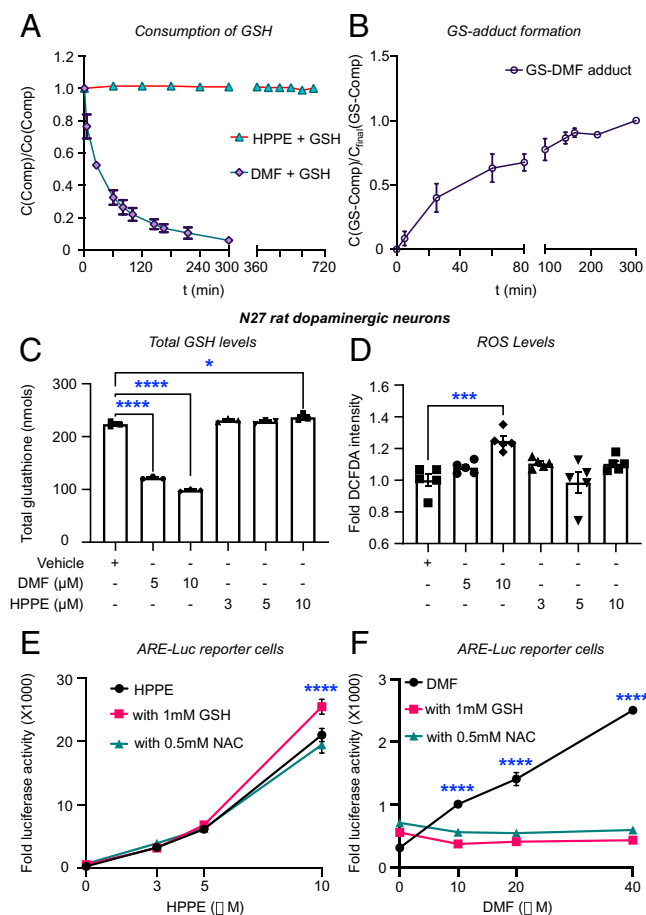 A
Consumption of GSH
C(Comp)/Co(Comp)
1.2
1.0
0.8
0.6
0.4
0.2
0
HPPE + GSH
DMF + GSH
0 120 240 300 360 480 600 720
t (min)
B
GS-adduct formation
C(GS-Comp)/Cfinal(GS-Comp)
1.5
1.0
0.5
0.0
GS-DMF adduct
0 40 80 100 200 300
t (min)
N27 rat dopaminergic neurons
C
Total GSH levels
Total glutathione (nmols)
300
200
100
0
****
****
*
Vehicle + - - - - -
DMF (µM) - 5 10 - - -
HPPE (µM) - - - 3 5 10
D
ROS Levels
Fold DCFDA intensity
1.6
1.4
1.2
1.0
0.8
0.6
***
+ - - - - -
- 5 10 - - -
- - - 3 5 10
E
ARE-Luc reporter cells
Fold luciferase activity (X1000)
30
20
10
0
HPPE
with 1mM GSH
with 0.5mM NAC
****
0 3 5 10
HPPE (▯ M)
F
ARE-Luc reporter cells
Fold luciferase activity (X1000)
3
2
1
0
DMF
with 1mM GSH
with 0.5mM NAC
****
****
****
0 10 20 40
DMF (▯ M)